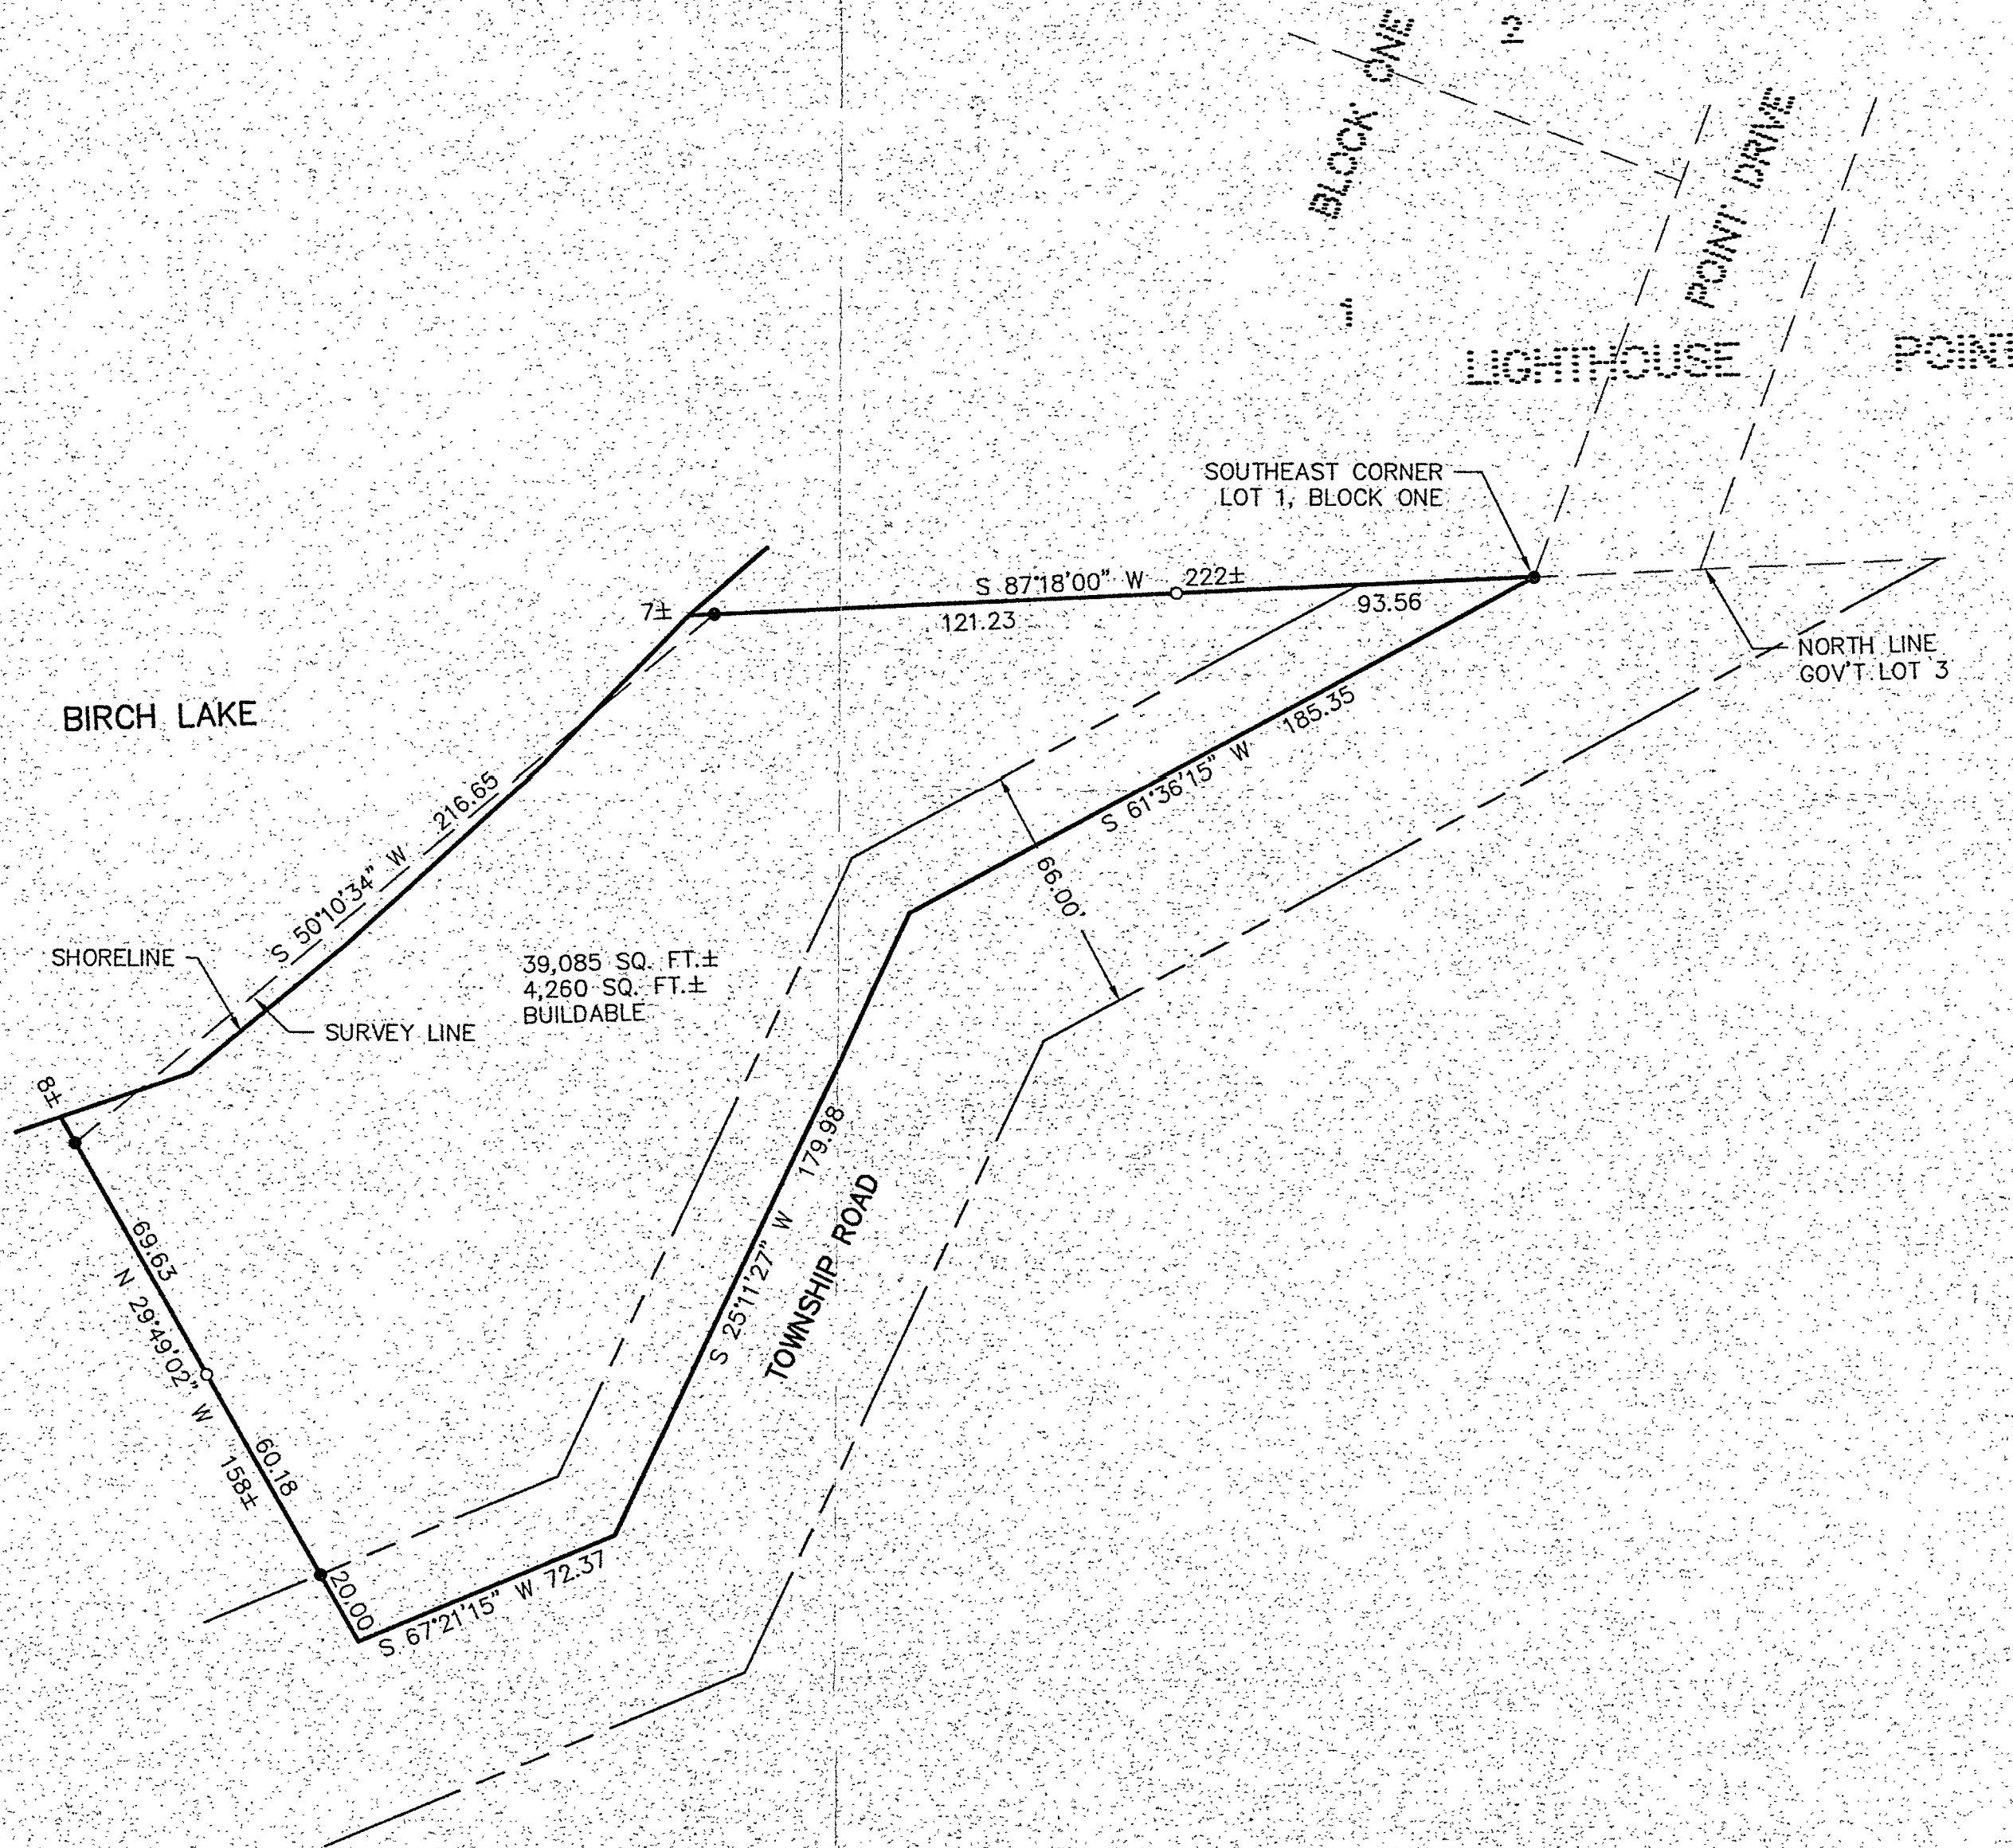 BLOCK ONE
2
POINT DRIVE
1
LIGHTHOUSE POINT
SOUTHEAST CORNER
LOT 1, BLOCK ONE
S 87°18'00" W
222±
7±
121.23
93.56
NORTH LINE
GOV'T LOT 3
BIRCH LAKE
185.35
S 61°36'15" W
216.65
S 50°10'34" W
66.00'
SHORELINE
39,085 SQ. FT.±
4,260 SQ. FT.±
BUILDABLE
SURVEY LINE
8±
179.98
S 25°11'27" W
TOWNSHIP ROAD
69.63
N 29°49'02" W
60.18
158±
20.00
S 67°21'15" W 72.37